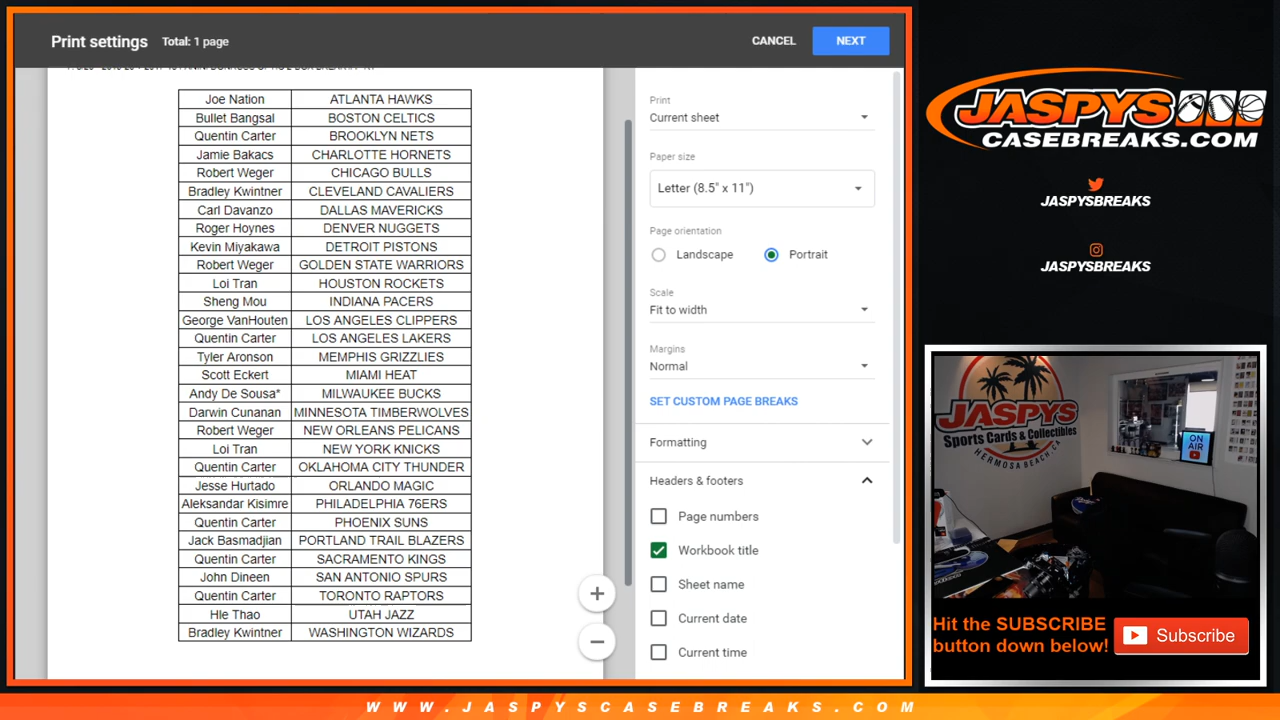 Print settings Total: 1 page
CANCEL NEXT
Joe Nation ATLANTA HAWKS
Bullet Bangsal BOSTON CELTICS
Quentin Carter BROOKLYN NETS
Jamie Bakacs CHARLOTTE HORNETS
Robert Weger CHICAGO BULLS
Bradley Kwintner CLEVELAND CAVALIERS
Carl Davanzo DALLAS MAVERICKS
Roger Hoynes DENVER NUGGETS
Kevin Miyakawa DETROIT PISTONS
Robert Weger GOLDEN STATE WARRIORS
Loi Tran HOUSTON ROCKETS
Sheng Mou INDIANA PACERS
George VanHouten LOS ANGELES CLIPPERS
Quentin Carter LOS ANGELES LAKERS
Tyler Aronson MEMPHIS GRIZZLIES
Scott Eckert MIAMI HEAT
Andy De Sousa* MILWAUKEE BUCKS
Darwin Cunanan MINNESOTA TIMBERWOLVES
Robert Weger NEW ORLEANS PELICANS
Loi Tran NEW YORK KNICKS
Quentin Carter OKLAHOMA CITY THUNDER
Jesse Hurtado ORLANDO MAGIC
Aleksandar Kisimre PHILADELPHIA 76ERS
Quentin Carter PHOENIX SUNS
Jack Basmadjian PORTLAND TRAIL BLAZERS
Quentin Carter SACRAMENTO KINGS
John Dineen SAN ANTONIO SPURS
Quentin Carter TORONTO RAPTORS
Hle Thao UTAH JAZZ
Bradley Kwintner WASHINGTON WIZARDS
Print
Current sheet
Paper size
Letter (8.5" x 11")
Page orientation
Landscape Portrait
Scale
Fit to width
Margins
Normal
SET CUSTOM PAGE BREAKS
Formatting
Headers & footers
Page numbers
Workbook title
Sheet name
Current date
Current time
JASPYS
CASEBREAKS.COM
JASPYSBREAKS
JASPYSBREAKS
JASPYS
Sports Cards & Collectibles
HERMOSA BEACH, CA
ON
AIR
Hit the SUBSCRIBE
button down below!
Subscribe
WWW.JASPYSCASEBREAKS.COM